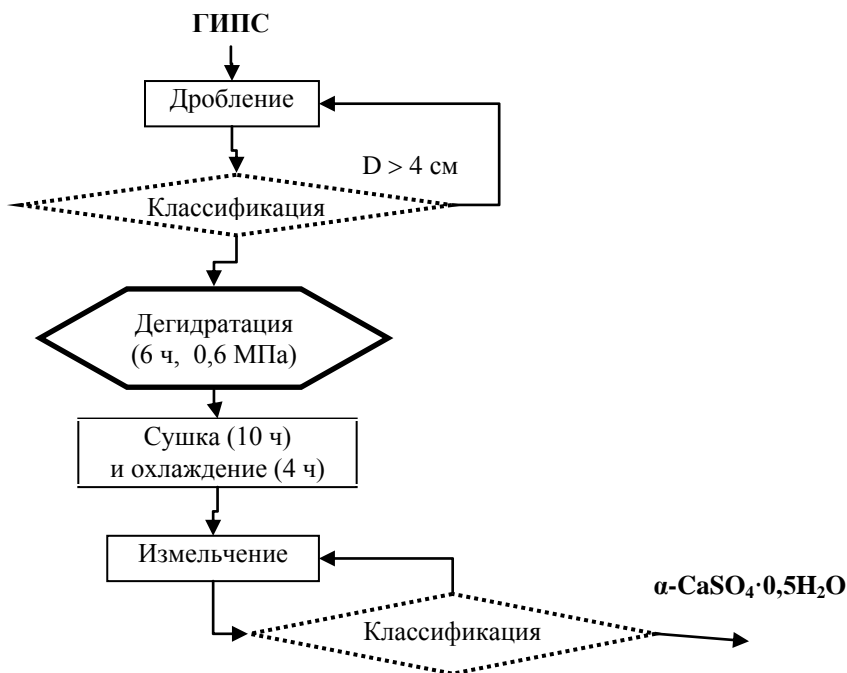 ГИПС
Дробление
D > 4 см
Классификация
Дегидратация
(6 ч, 0,6 МПа)
Сушка (10 ч)
и охлаждение (4 ч)
Измельчение
α-CaSO₄·0,5H₂O
Классификация